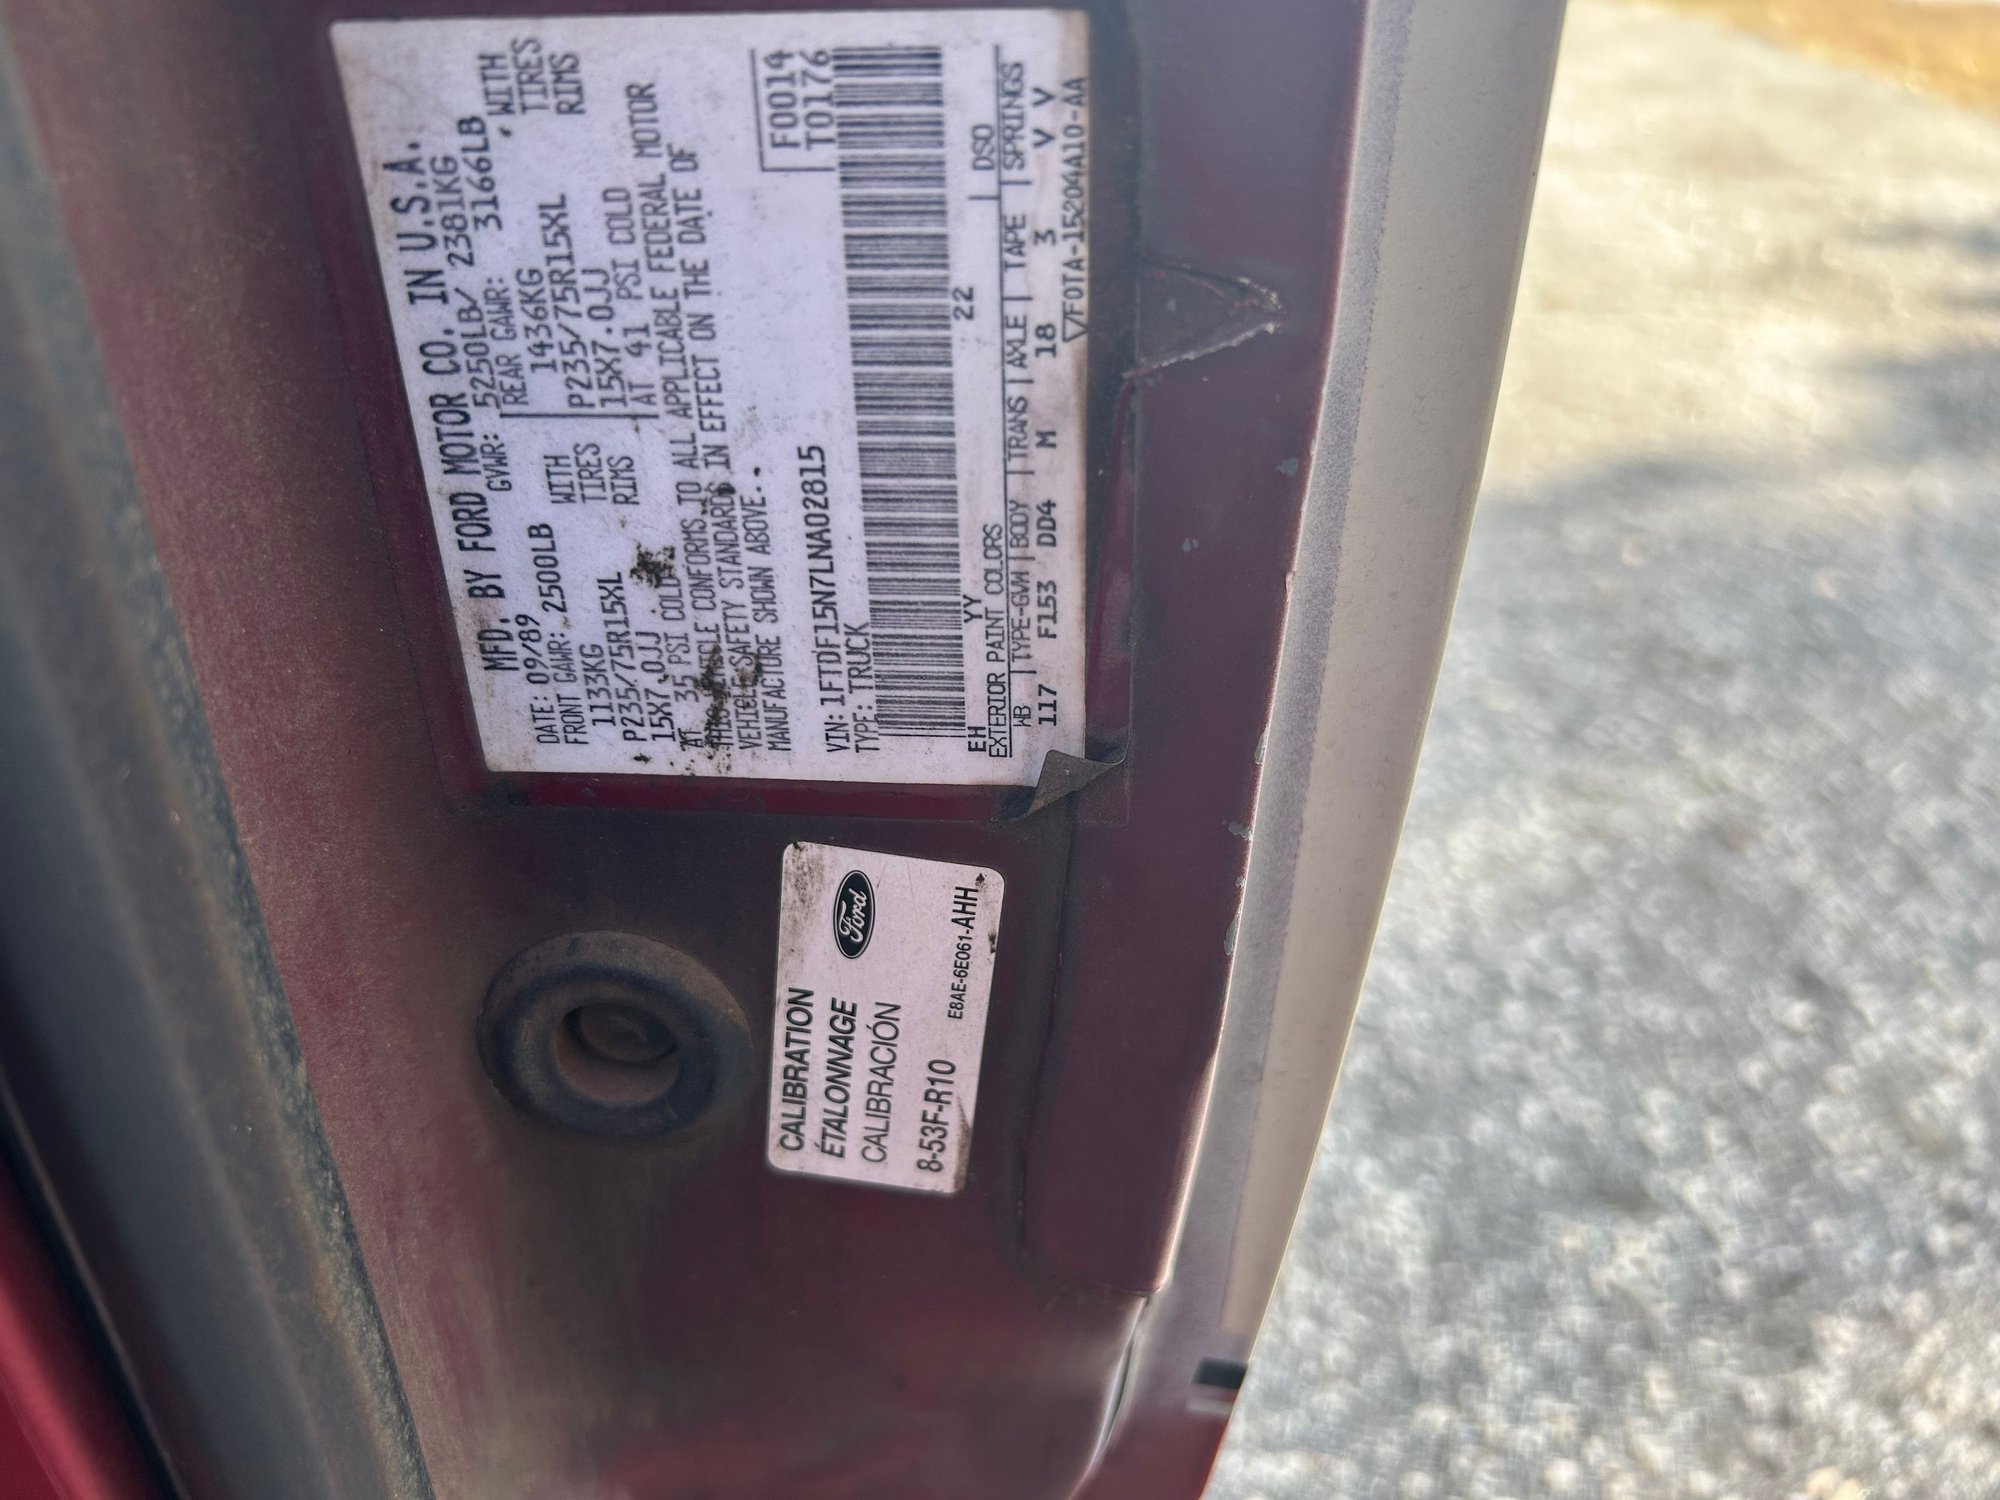 MFD. BY FORD MOTOR CO. IN U.S.A.
DATE: 09/89 GVWR: 5250LB/ 2381KG
FRONT GAWR: 2500LB REAR GAWR: 3166LB
1133KG WITH 1436KG WITH
P235/75R15XL TIRES P235/75R15XL TIRES
15X7.0JJ RIMS 15X7.0JJ RIMS
AT 35 PSI COLD AT 41 PSI COLD
THIS VEHICLE CONFORMS TO ALL APPLICABLE FEDERAL MOTOR
VEHICLE SAFETY STANDARDS IN EFFECT ON THE DATE OF
MANUFACTURE SHOWN ABOVE..
F0014
T0176
VIN: 1FTDF15N7LNA02815
TYPE: TRUCK
EH YY 22
EXTERIOR PAINT COLORS DSO
WB TYPE-GVW BODY TRANS AXLE TAPE SPRINGS
117 F153 DD4 M 18 3 V V
F0TA-15204A10-AA
CALIBRATION
ÉTALONNAGE
CALIBRACIÓN
Ford
8-53F-R10
E8AE-6E061-AHH